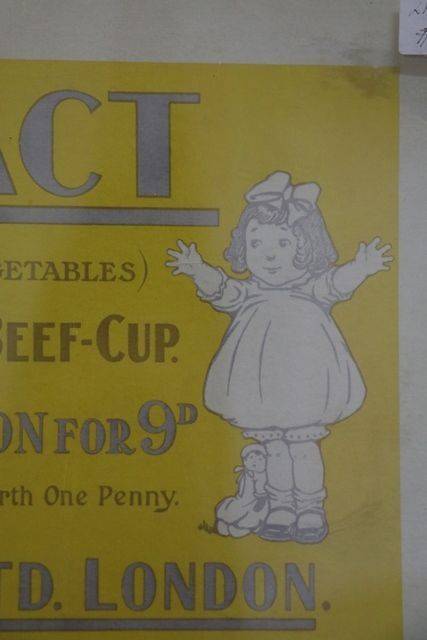 ACT
GETABLES)
BEEF-CUP.
ON FOR 9D
rth One Penny.
TD. LONDON.